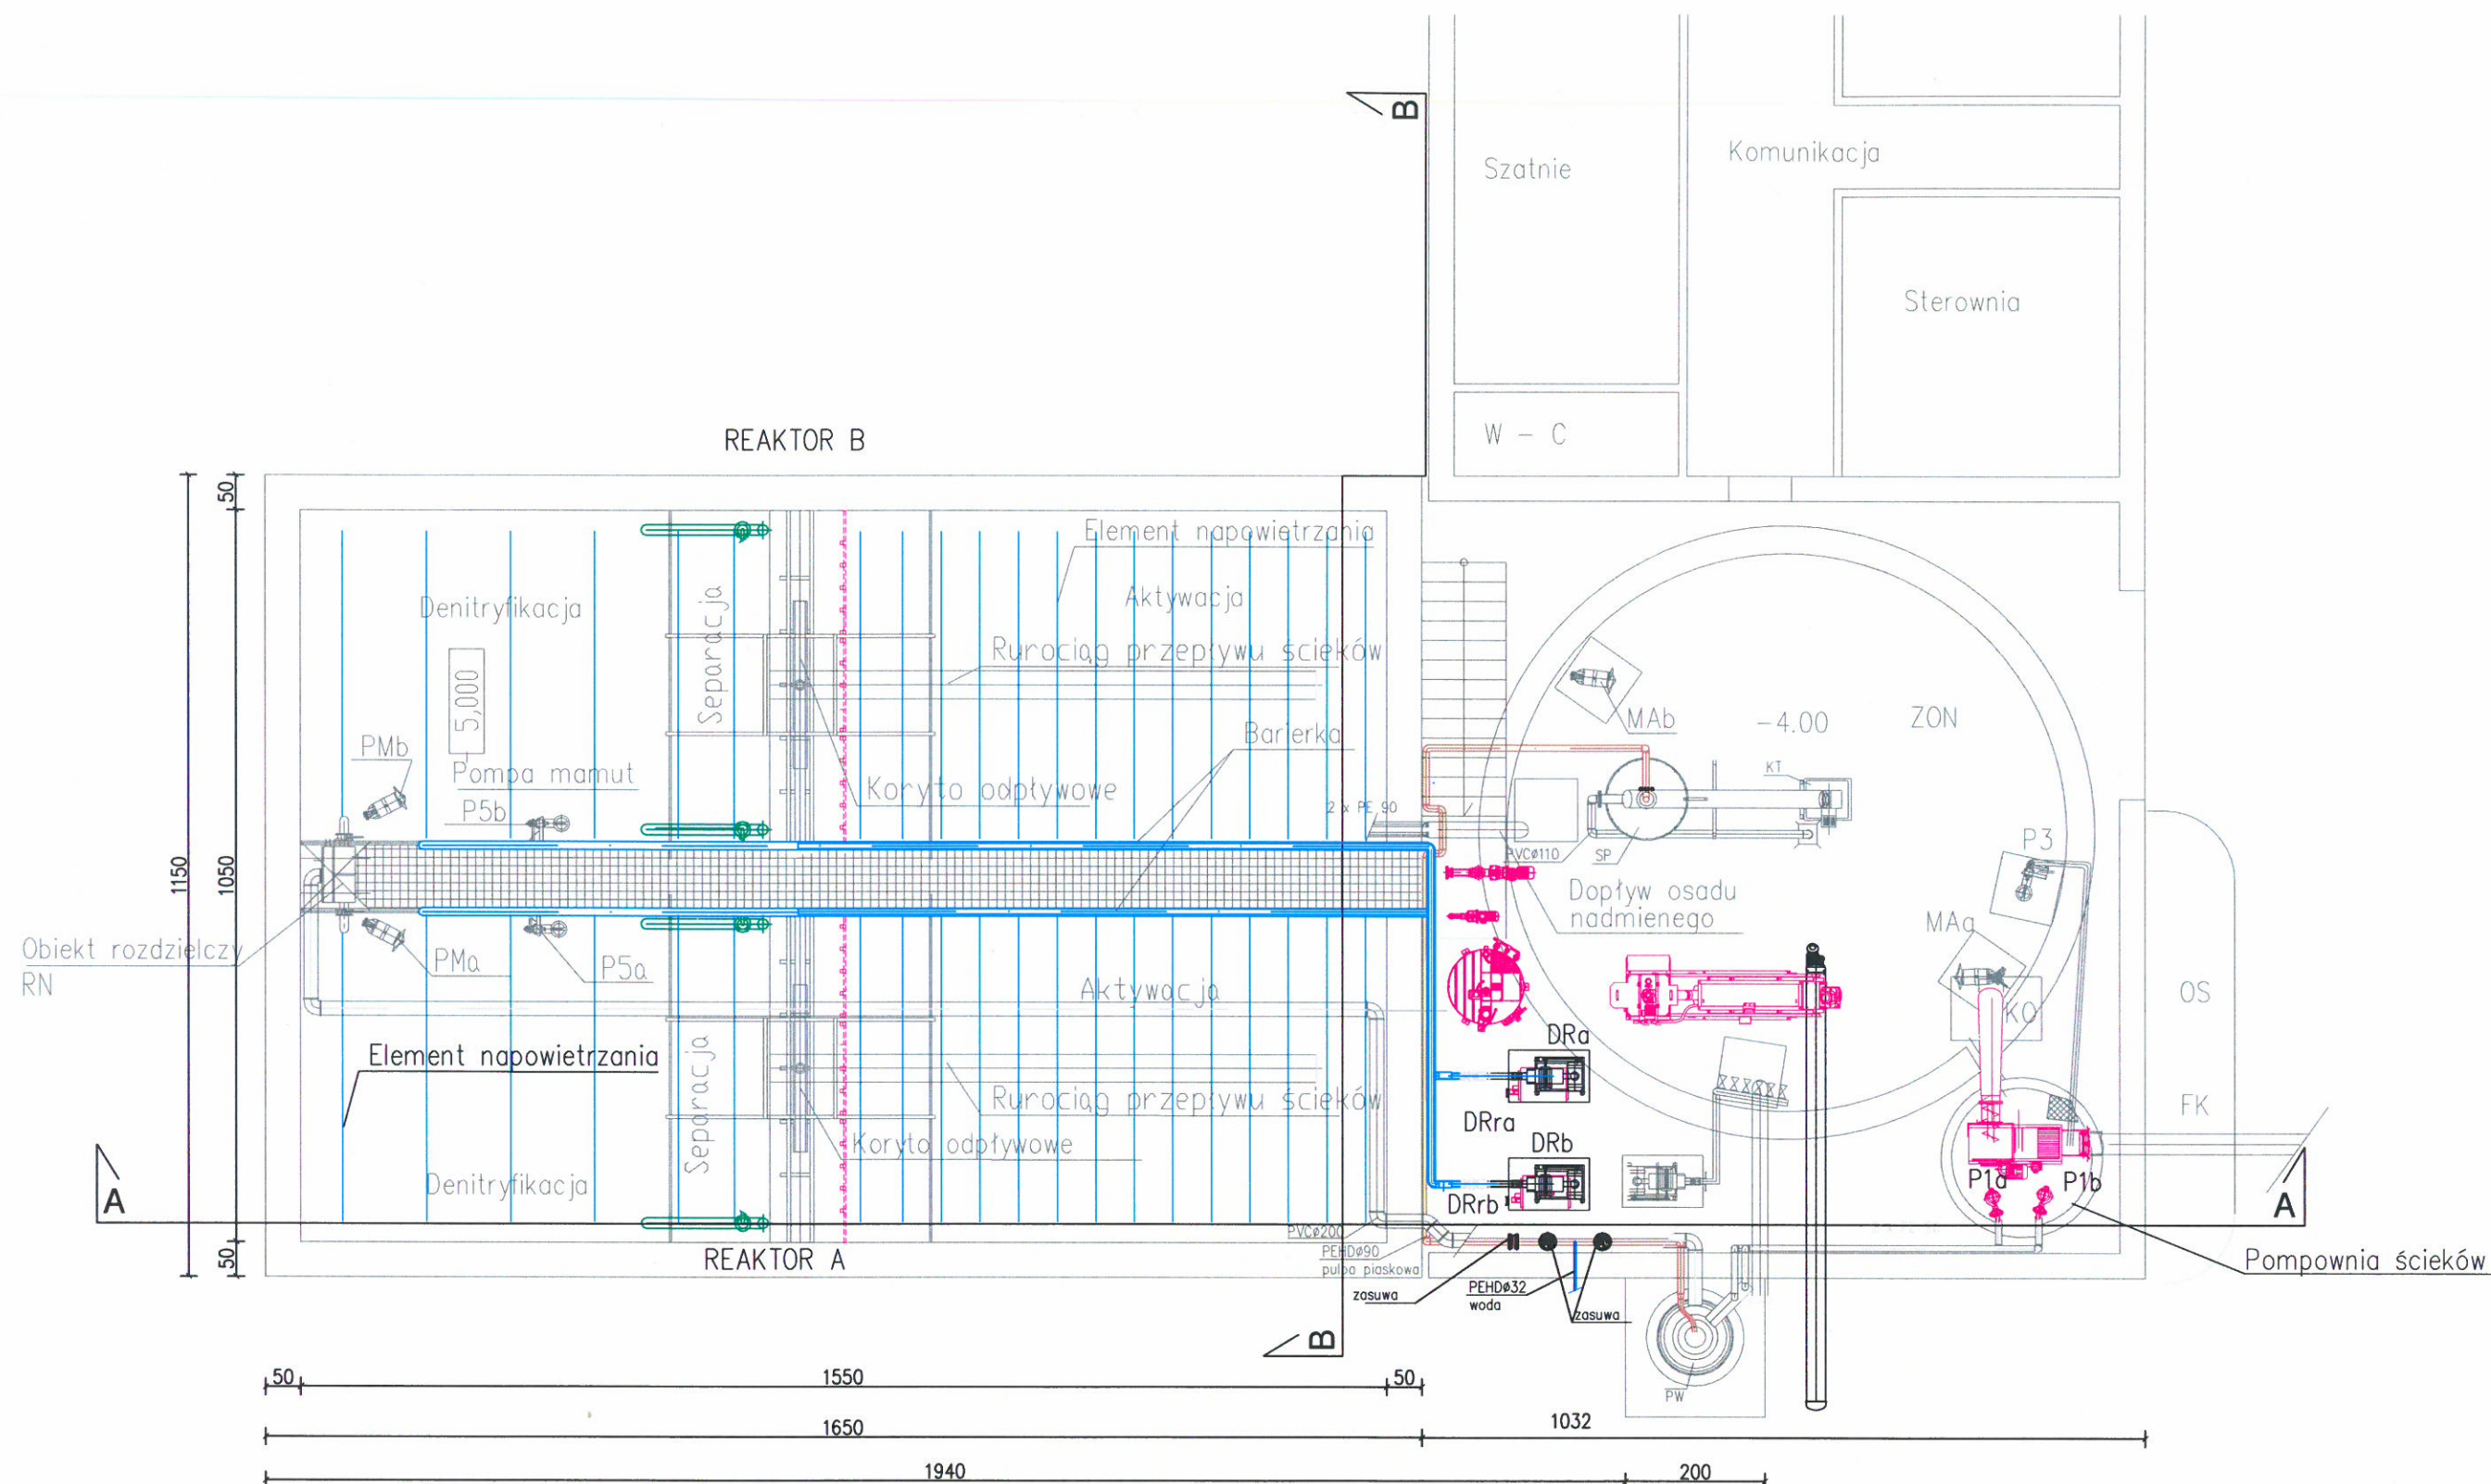 B
Szatnie
Komunikacja
Sterownia
W - C
REAKTOR B
50
1150
1050
50
Element napowietrzania
Denitryfikacja
Aktywacja
Separacja
Rurociąg przepływu ścieków
5,000
MAb
-4.00
ZON
PMb
Barierka
Pompa mamut
KT
Koryto odpływowe
P5b
2 x PE 90
P3
PVCø110
SP
Dopływ osadu
nadmienego
MAa
Obiekt rozdzielczy
RN
PMa
P5a
Aktywacja
OS
KO
DRa
Element napowietrzania
Separacja
Rurociąg przepływu ścieków
FK
DRra
Koryto odpływowe
DRb
Denitryfikacja
P1a
P1b
A
DRrb
A
PVCø200
REAKTOR A
PEHDø90
pulpa piaskowa
Pompownia ścieków
zasuwa
PEHDø32
woda
zasuwa
B
50
1550
50
PW
1650
1032
1940
200